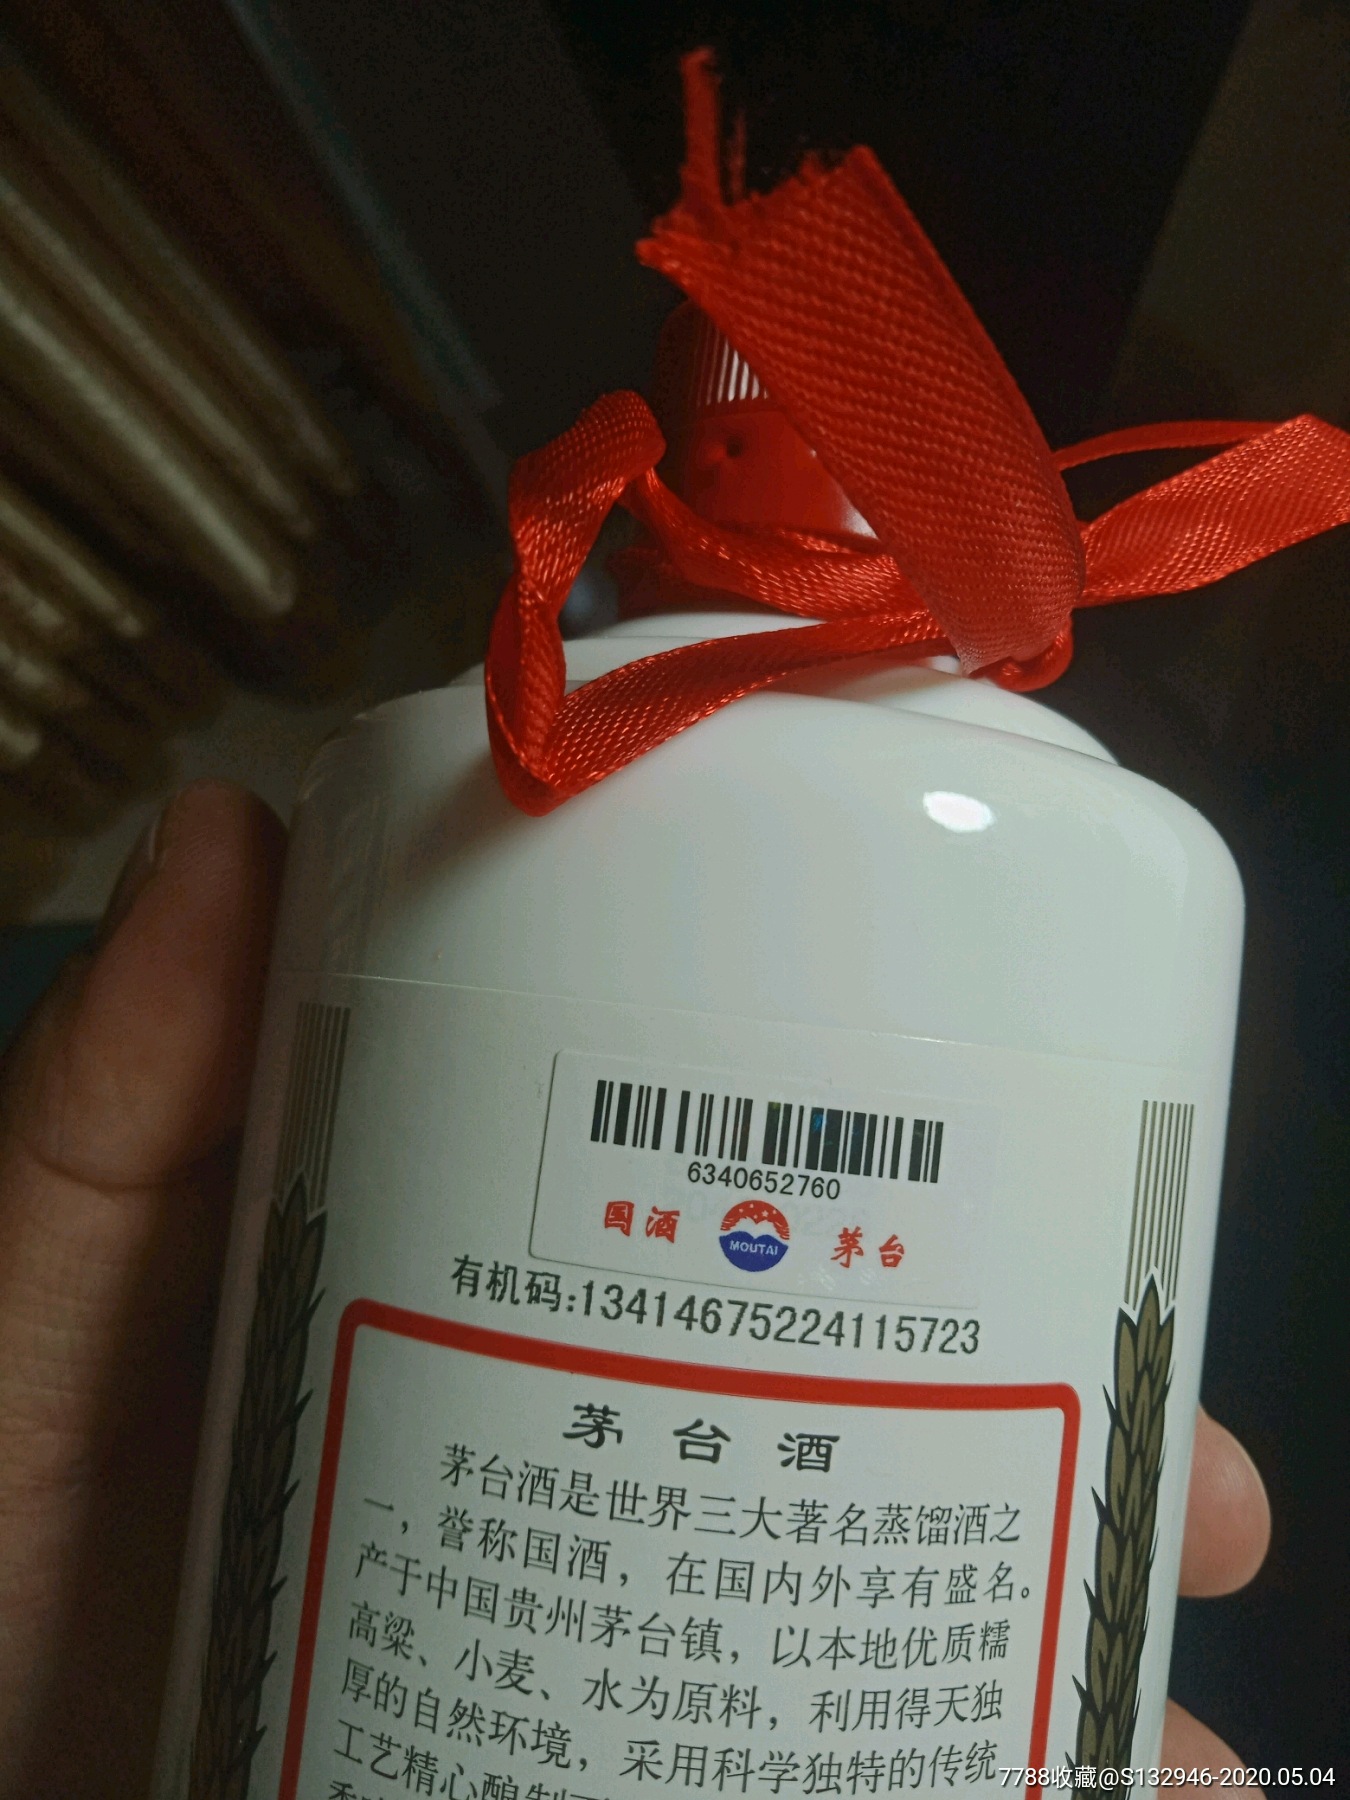 6340652760
国酒 MOUTAI 茅台
有机码:13414675224115723
茅台酒
茅台酒是世界三大著名蒸馏酒之
一，誉称国酒，在国内外享有盛名。
产于中国贵州茅台镇，以本地优质糯
高粱、小麦、水为原料，利用得天独
厚的自然环境，采用科学独特的传统
工艺精心酿制
7788收藏@S132946-2020.05.04